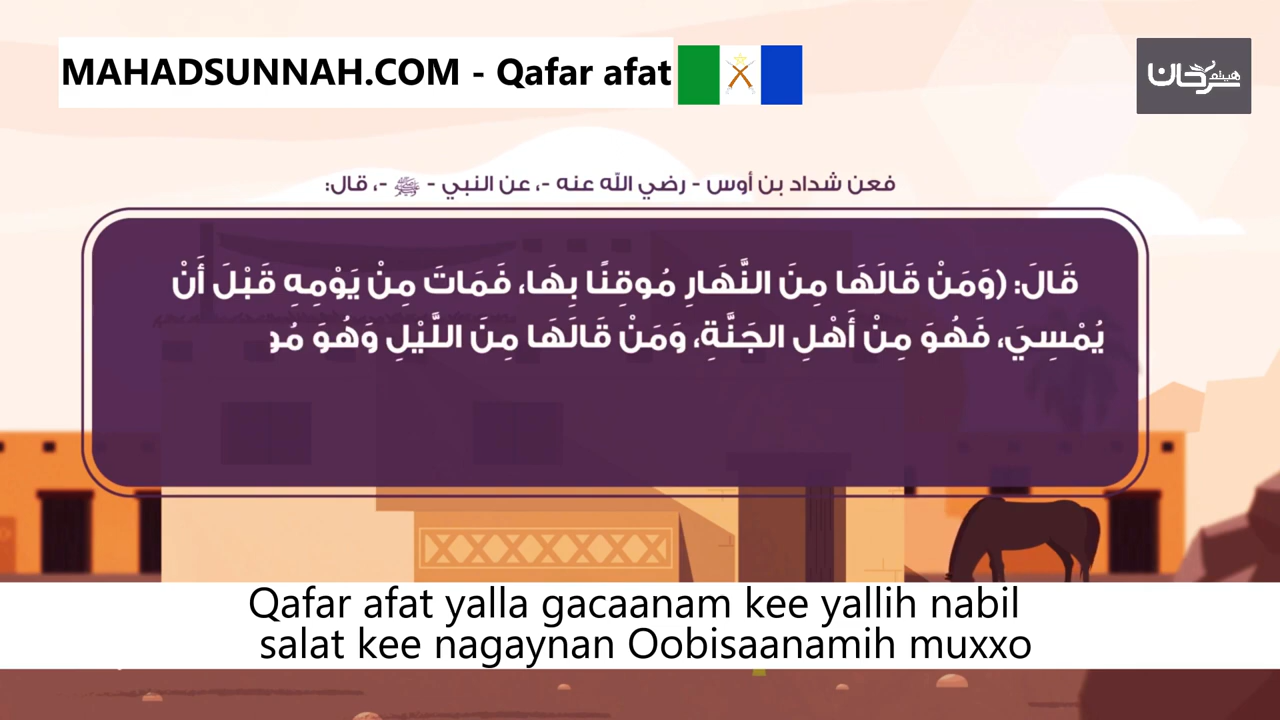 MAHADSUNNAH.COM - Qafar afat
هيثم سرحان
فعن شداد بن أوس - رضي الله عنه -، عن النبي - ﷺ -، قال:
قَالَ: (وَمَنْ قَالَهَا مِنَ النَّهَارِ مُوقِنًا بِهَا، فَمَاتَ مِنْ يَوْمِهِ قَبْلَ أَنْ
يُمْسِيَ، فَهُوَ مِنْ أَهْلِ الجَنَّةِ، وَمَنْ قَالَهَا مِنَ اللَّيْلِ وَهُوَ مُو
Qafar afat yalla gacaanam kee yallih nabil
salat kee nagaynan Oobisaanamih muxxo